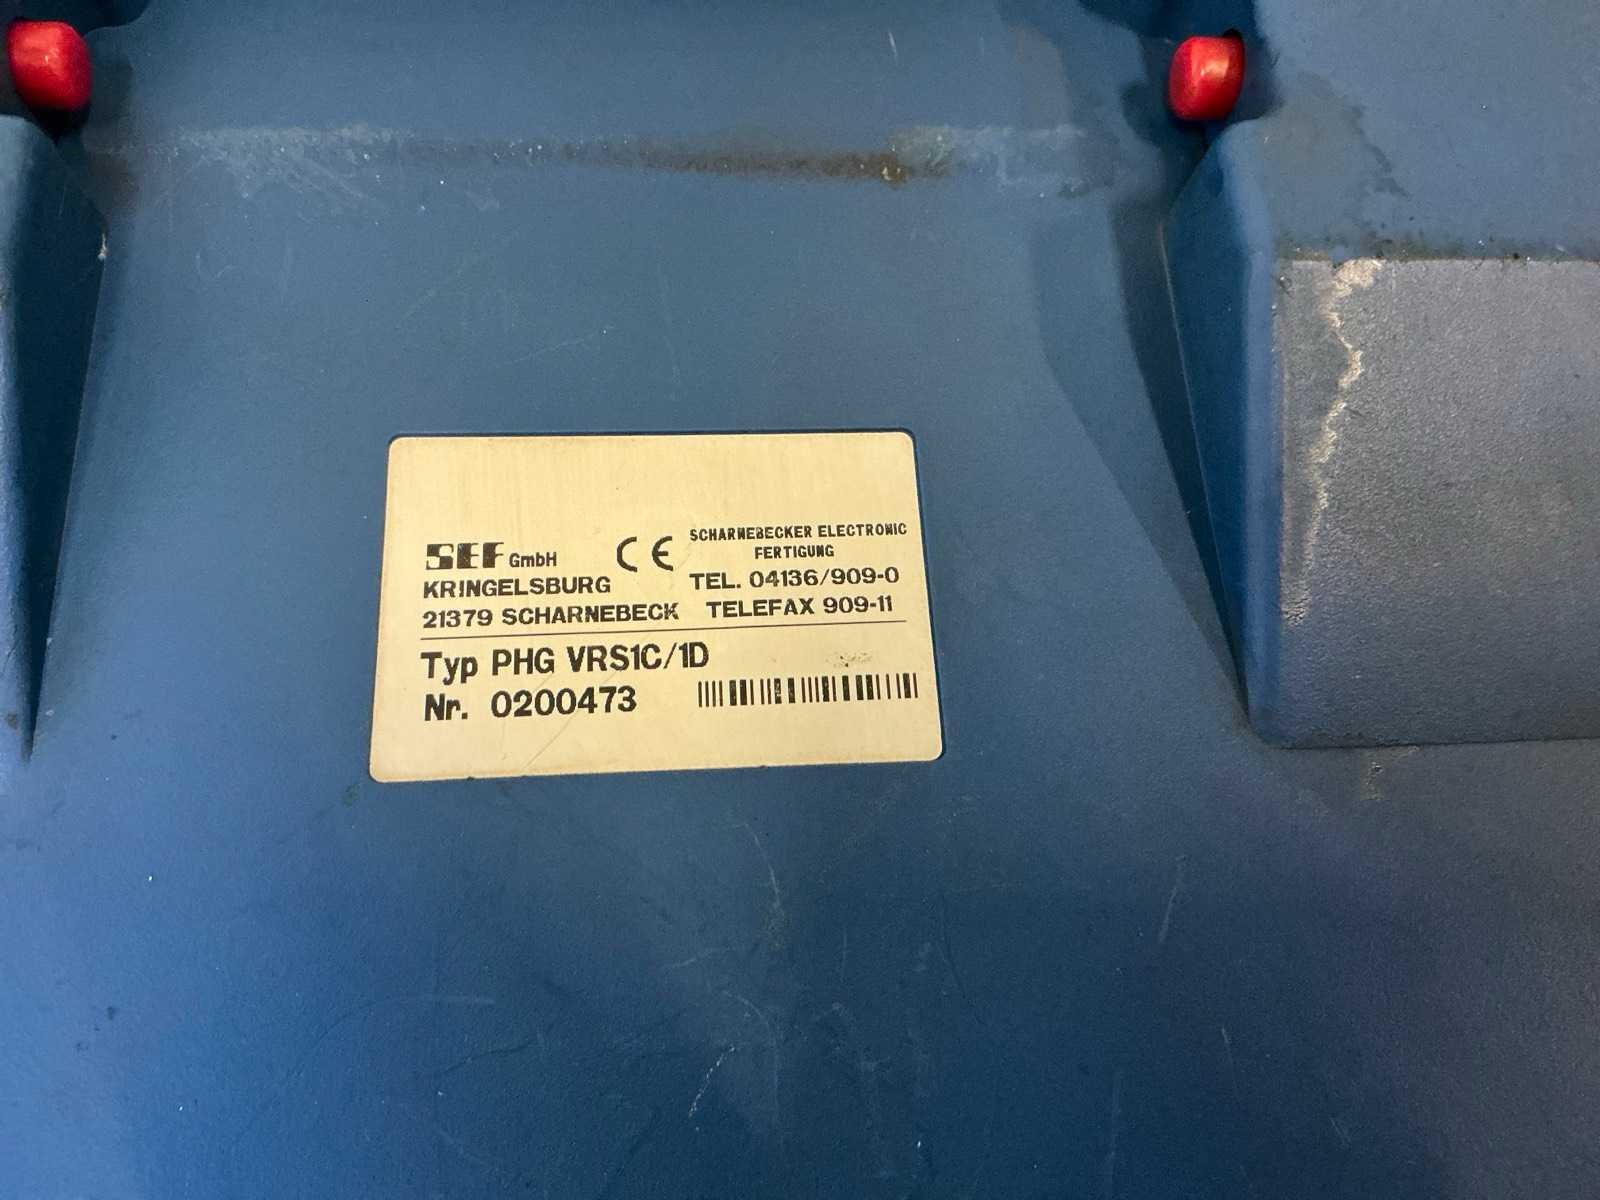 SEF GmbH
KRINGELSBURG
21379 SCHARNEBECK
CE
SCHARNEBECKER ELECTRONIC
FERTIGUNG
TEL. 04136/909-0
TELEFAX 909-11
Typ PHG VRS1C/1D
Nr. 0200473